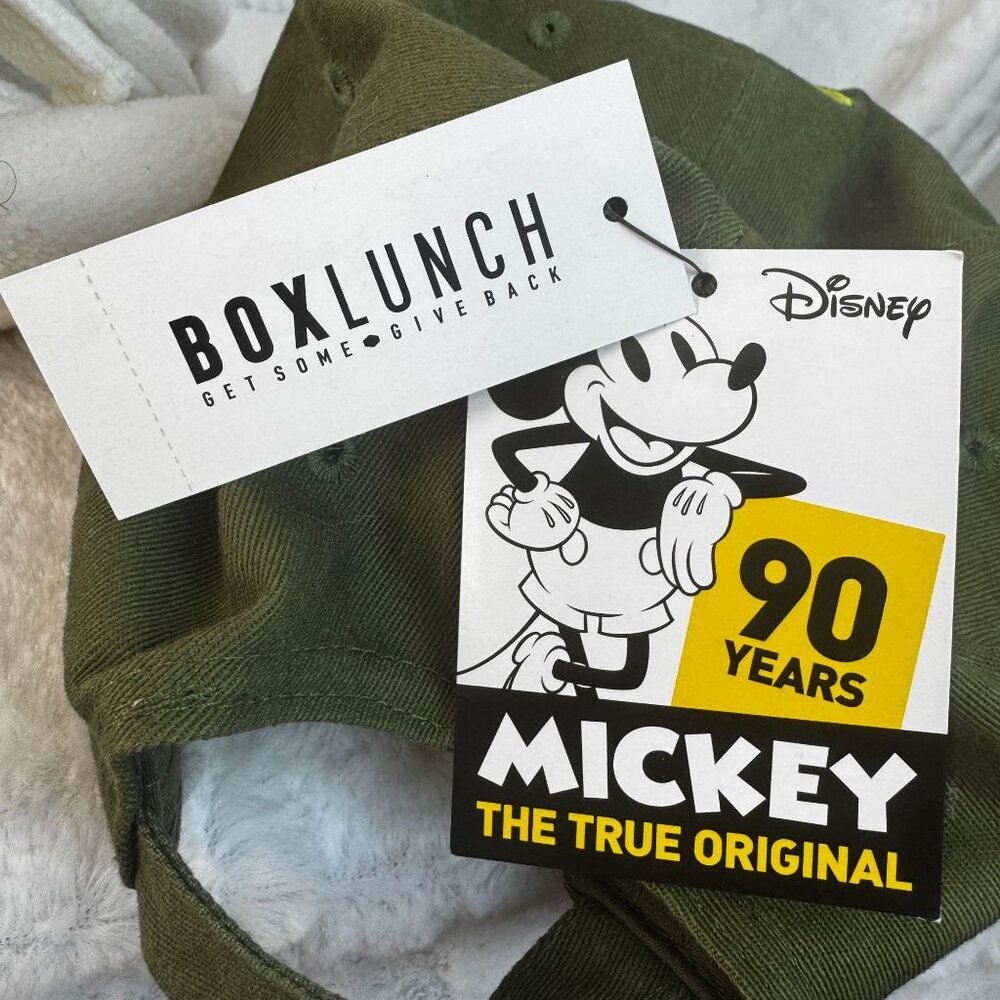 BOXLUNCH
GET SOME • GIVE BACK
Disney
90
YEARS
MICKEY
THE TRUE ORIGINAL